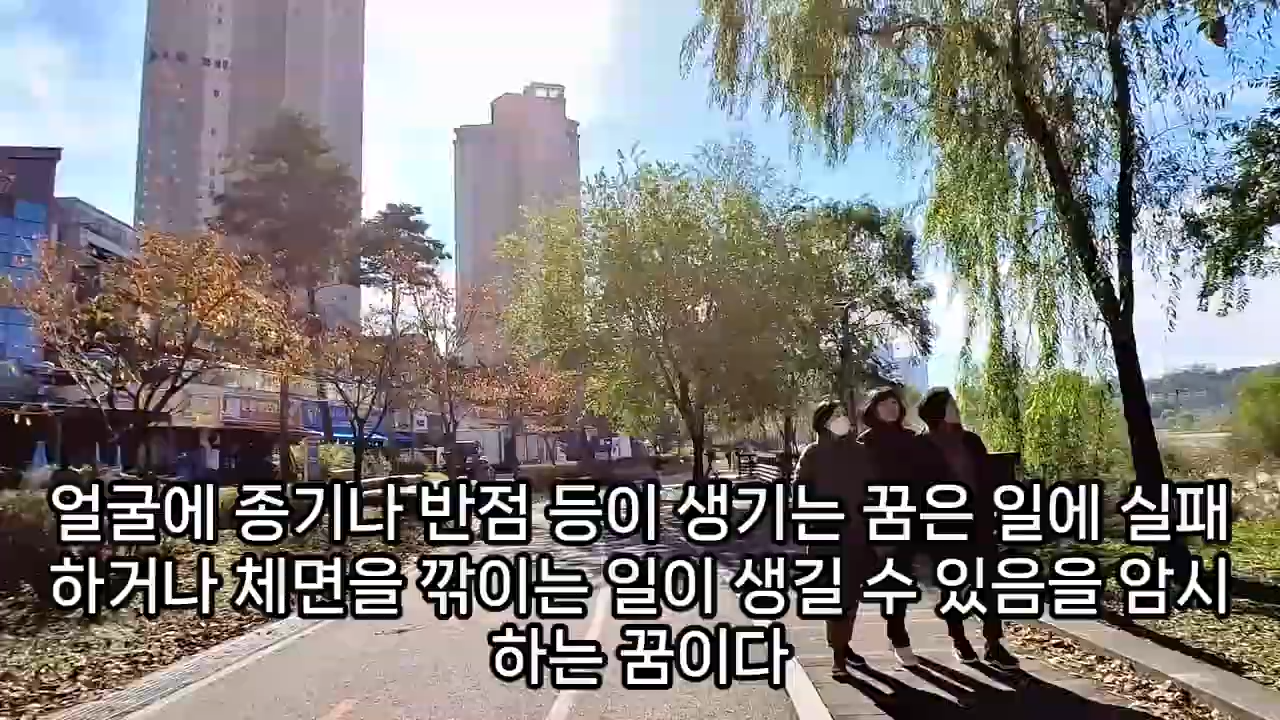 얼굴에 종기나 반점 등이 생기는 꿈은 일에 실패
하거나 체면을 깎이는 일이 생길 수 있음을 암시
하는 꿈이다